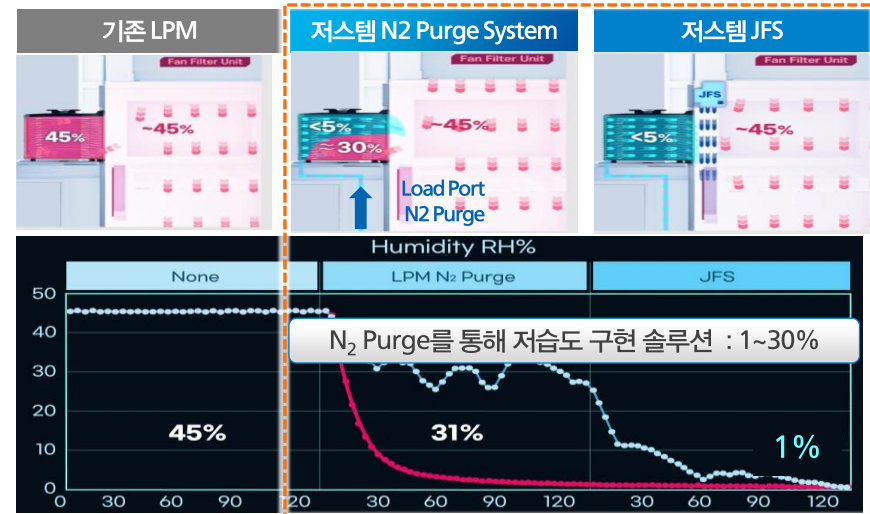 기존 LPM
저스템 N2 Purge System
저스템 JFS
Fan Filter Unit
Fan Filter Unit
Fan Filter Unit
45%
~45%
<5%
≈30%
~45%
JFS
<5%
~45%
Load Port
N2 Purge
Humidity RH%
None
LPM N₂ Purge
JFS
N₂ Purge를 통해 저습도 구현 솔루션 : 1~30%
50
40
30
20
10
0
45%
31%
1%
0 30 60 90 120 30 60 90 120 30 60 90 120